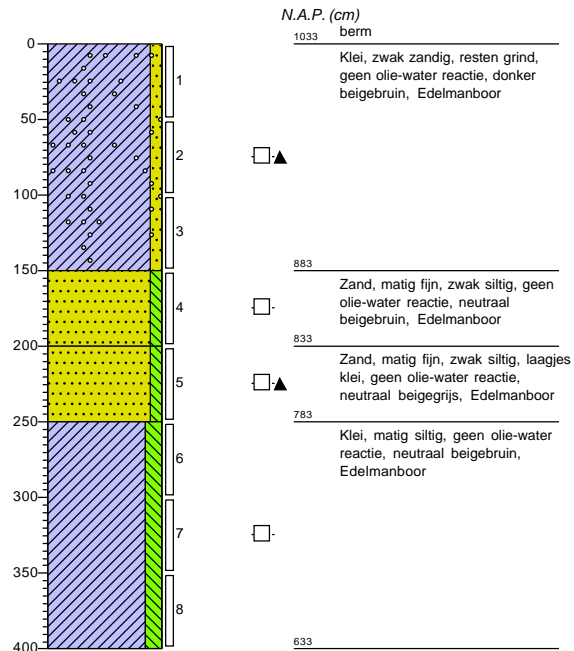 N.A.P. (cm)
0
1033
berm
Klei, zwak zandig, resten grind,
geen olie-water reactie, donker
beigebruin, Edelmanboor
1
50
2
100
3
150
883
Zand, matig fijn, zwak siltig, geen
olie-water reactie, neutraal
beigebruin, Edelmanboor
4
200
833
Zand, matig fijn, zwak siltig, laagjes
klei, geen olie-water reactie,
neutraal beigegrijs, Edelmanboor
5
250
783
Klei, matig siltig, geen olie-water
reactie, neutraal beigebruin,
Edelmanboor
6
300
7
350
8
400
633